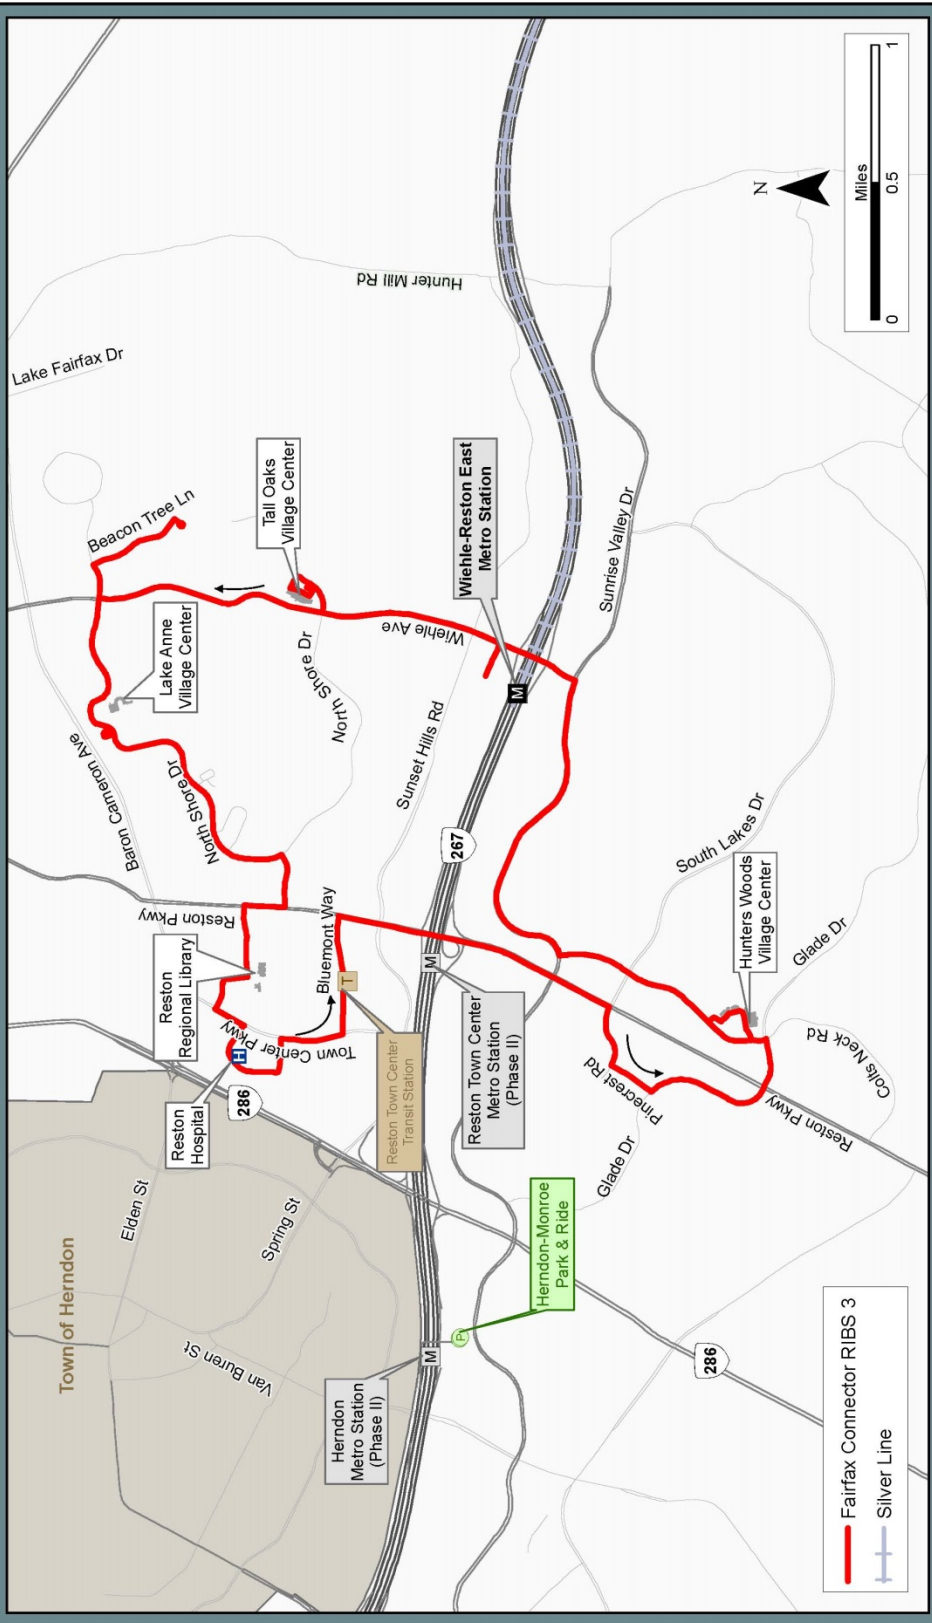 Town of Herndon
Elden St
Spring St
Van Buren St
Herndon
Metro Station
(Phase II)
M
P
Herndon-Monroe
Park & Ride
286
286
Reston
Hospital
H
Reston
Regional Library
Town Center Pkwy
Bluemont Way
T
Reston Town Center
Transit Station
M
Reston Town Center
Metro Station
(Phase II)
Reston Pkwy
Baron Cameron Ave
North Shore Dr
Lake Anne
Village Center
Beacon Tree Ln
Lake Fairfax Dr
Tall Oaks
Village Center
North Shore Dr
Wiehle Ave
Sunset Hills Rd
Hunter Mill Rd
267
Wiehle-Reston East
Metro Station
M
Sunrise Valley Dr
South Lakes Dr
Hunters Woods
Village Center
Glade Dr
Colts Neck Rd
Reston Pkwy
Pinecrest Rd
Glade Dr
N
Miles
0
0.5
1
Fairfax Connector RIBS 3
Silver Line